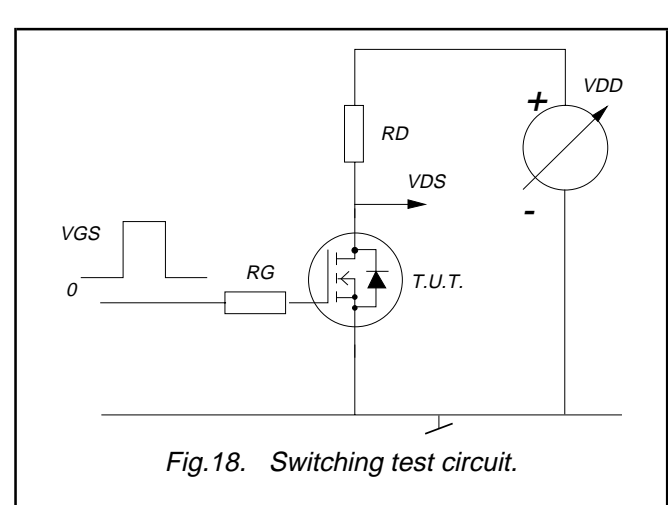 +
VDD
RD
VDS
-
VGS
RG
T.U.T.
0
Fig.18. Switching test circuit.